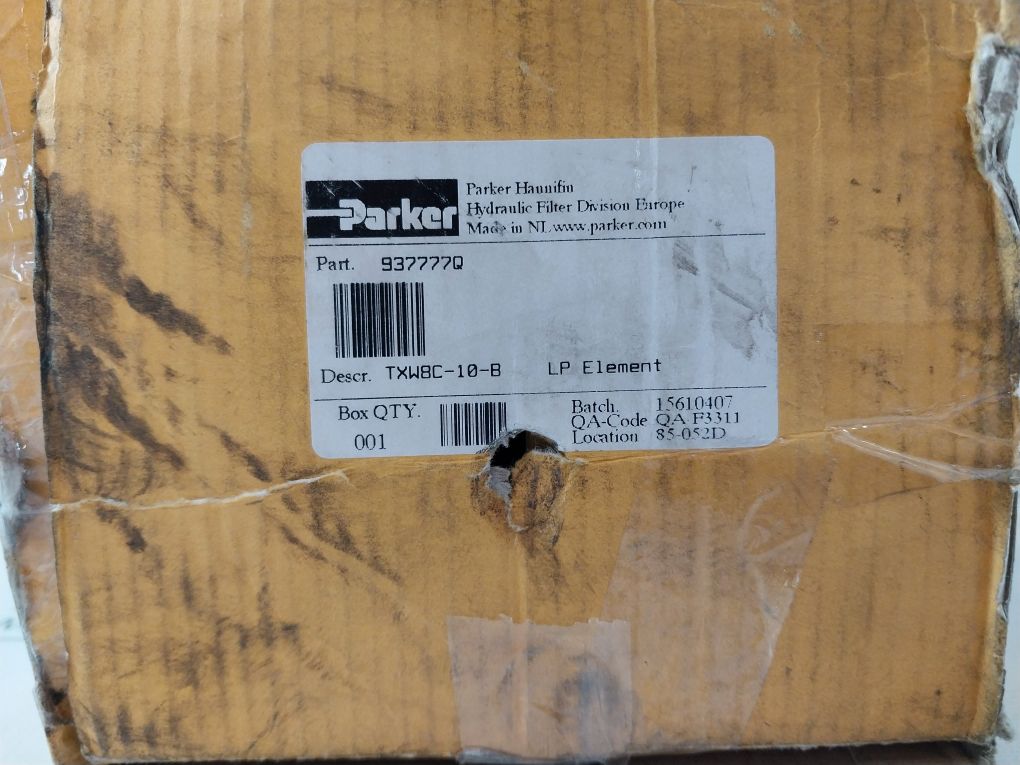 Parker
Parker Hannifin
Hydraulic Filter Division Europe
Made in NL www.parker.com
Part. 937777Q
Descr. TXW8C-10-B LP Element
Box QTY.
001
Batch. 15610407
QA-Code QA-F3311
Location 85-052D